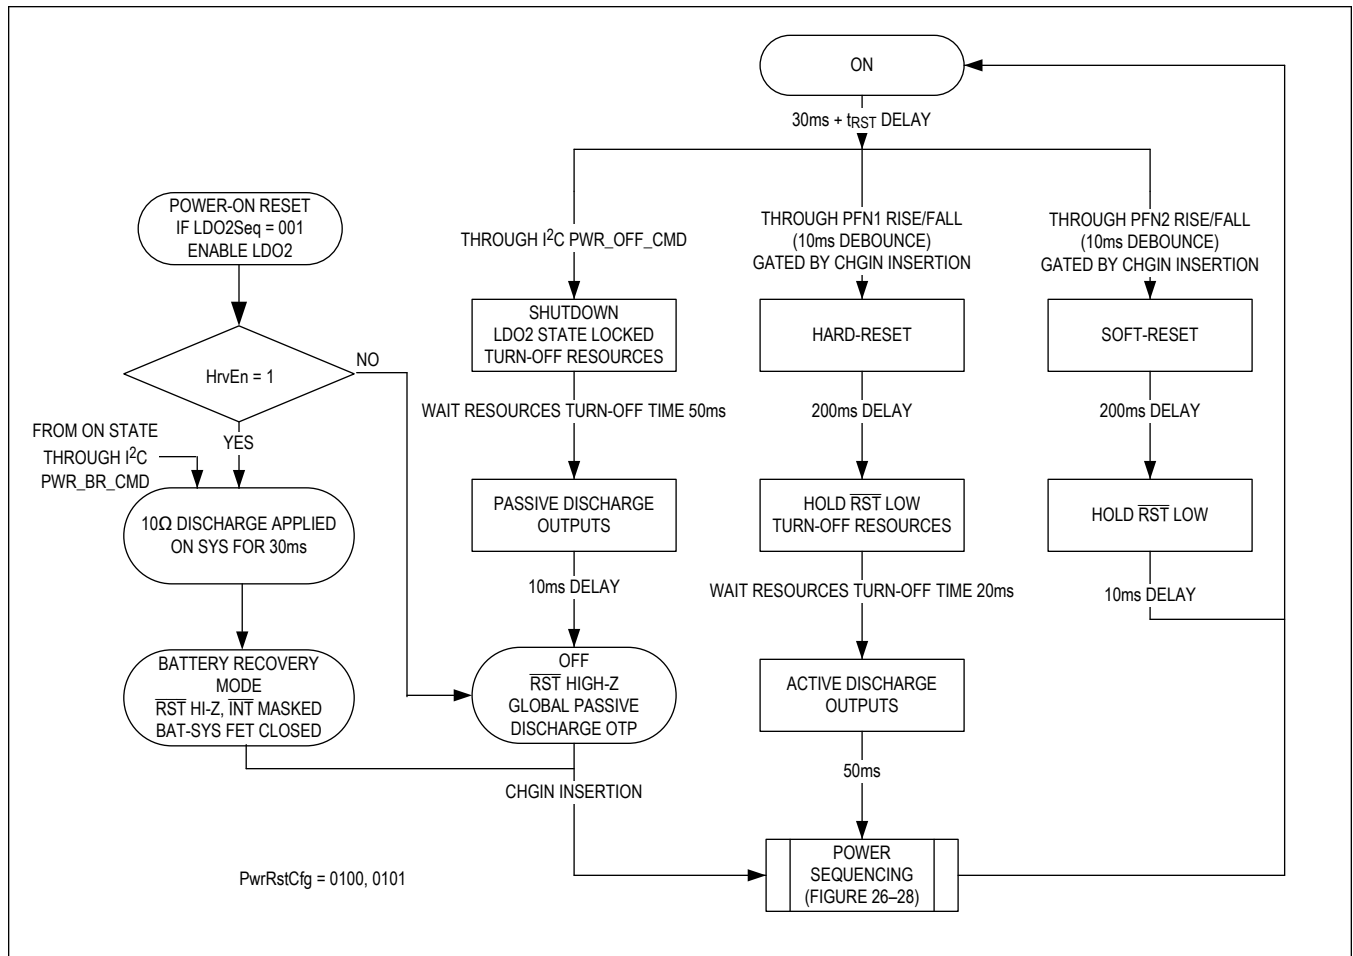 ON
30ms + tRST DELAY
POWER-ON RESET
IF LDO2Seq = 001
ENABLE LDO2
HrvEn = 1
NO
YES
FROM ON STATE
THROUGH I2C
PWR_BR_CMD
10Ω DISCHARGE APPLIED
ON SYS FOR 30ms
BATTERY RECOVERY
MODE
RST HI-Z, INT MASKED
BAT-SYS FET CLOSED
THROUGH I2C PWR_OFF_CMD
SHUTDOWN
LDO2 STATE LOCKED
TURN-OFF RESOURCES
WAIT RESOURCES TURN-OFF TIME 50ms
PASSIVE DISCHARGE
OUTPUTS
10ms DELAY
OFF
RST HIGH-Z
GLOBAL PASSIVE
DISCHARGE OTP
CHGIN INSERTION
THROUGH PFN1 RISE/FALL
(10ms DEBOUNCE)
GATED BY CHGIN INSERTION
HARD-RESET
200ms DELAY
HOLD RST LOW
TURN-OFF RESOURCES
WAIT RESOURCES TURN-OFF TIME 20ms
ACTIVE DISCHARGE
OUTPUTS
50ms
POWER
SEQUENCING
(FIGURE 26–28)
THROUGH PFN2 RISE/FALL
(10ms DEBOUNCE)
GATED BY CHGIN INSERTION
SOFT-RESET
200ms DELAY
HOLD RST LOW
10ms DELAY
PwrRstCfg = 0100, 0101